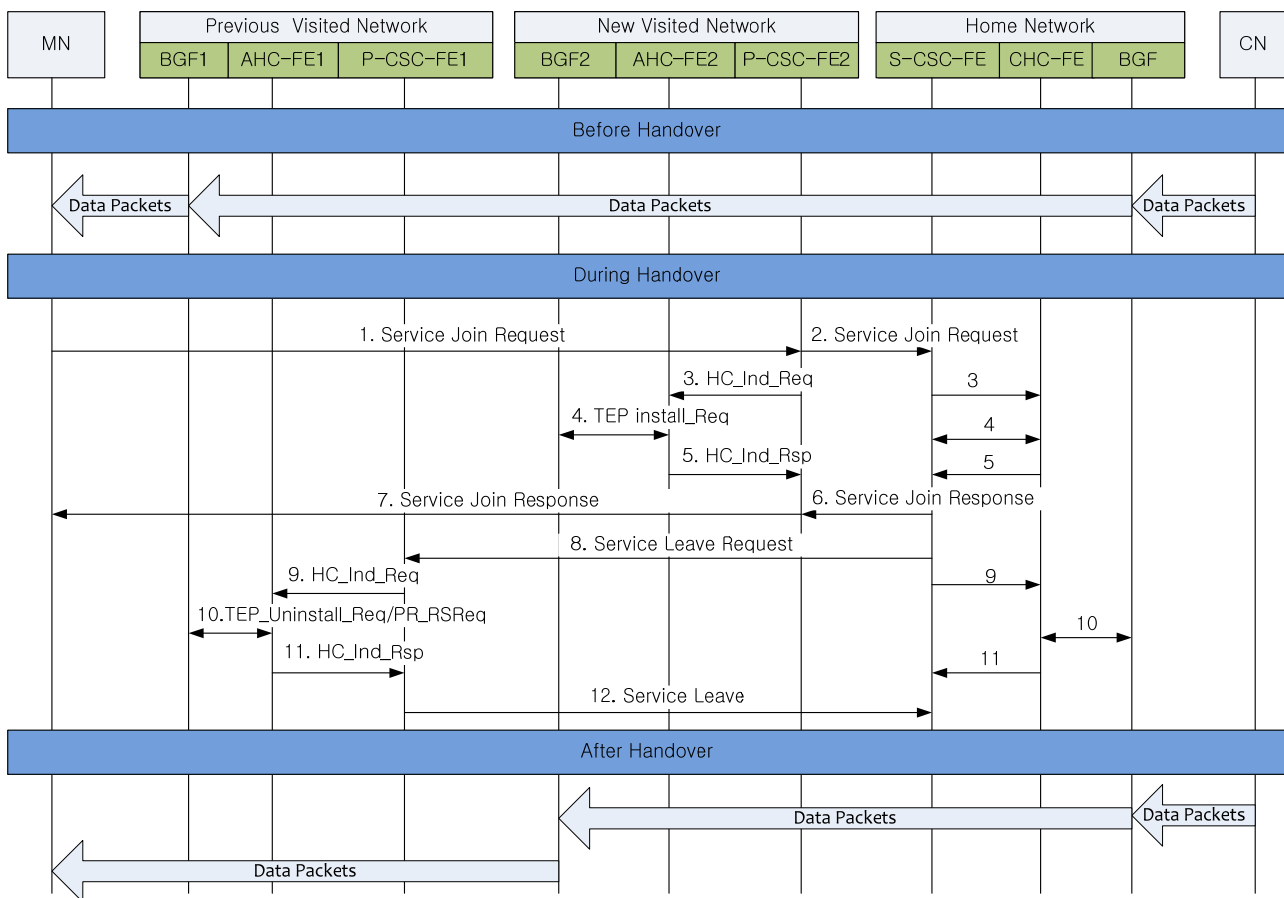 MN
Previous Visited Network
New Visited Network
Home Network
CN
BGF1
AHC-FE1
P-CSC-FE1
BGF2
AHC-FE2
P-CSC-FE2
S-CSC-FE
CHC-FE
BGF
Before Handover
Data Packets
Data Packets
Data Packets
During Handover
1. Service Join Request
2. Service Join Request
3. HC_Ind_Req
3
4. TEP install_Req
4
5. HC_Ind_Rsp
5
7. Service Join Response
6. Service Join Response
8. Service Leave Request
9. HC_Ind_Req
9
10.TEP_Uninstall_Req/PR_RSReq
10
11. HC_Ind_Rsp
11
12. Service Leave
After Handover
Data Packets
Data Packets
Data Packets